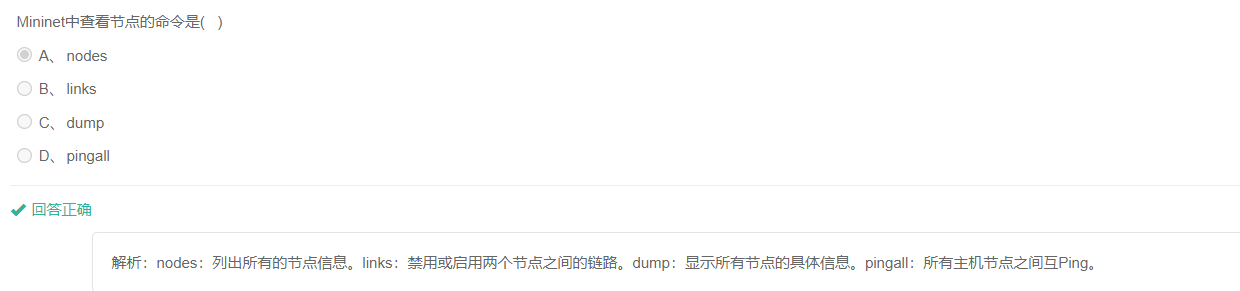 Mininet中查看节点的命令是(   )
A、 nodes
B、 links
C、 dump
D、 pingall
回答正确
解析：nodes：列出所有的节点信息。links：禁用或启用两个节点之间的链路。dump：显示所有节点的具体信息。pingall：所有主机节点之间互Ping。